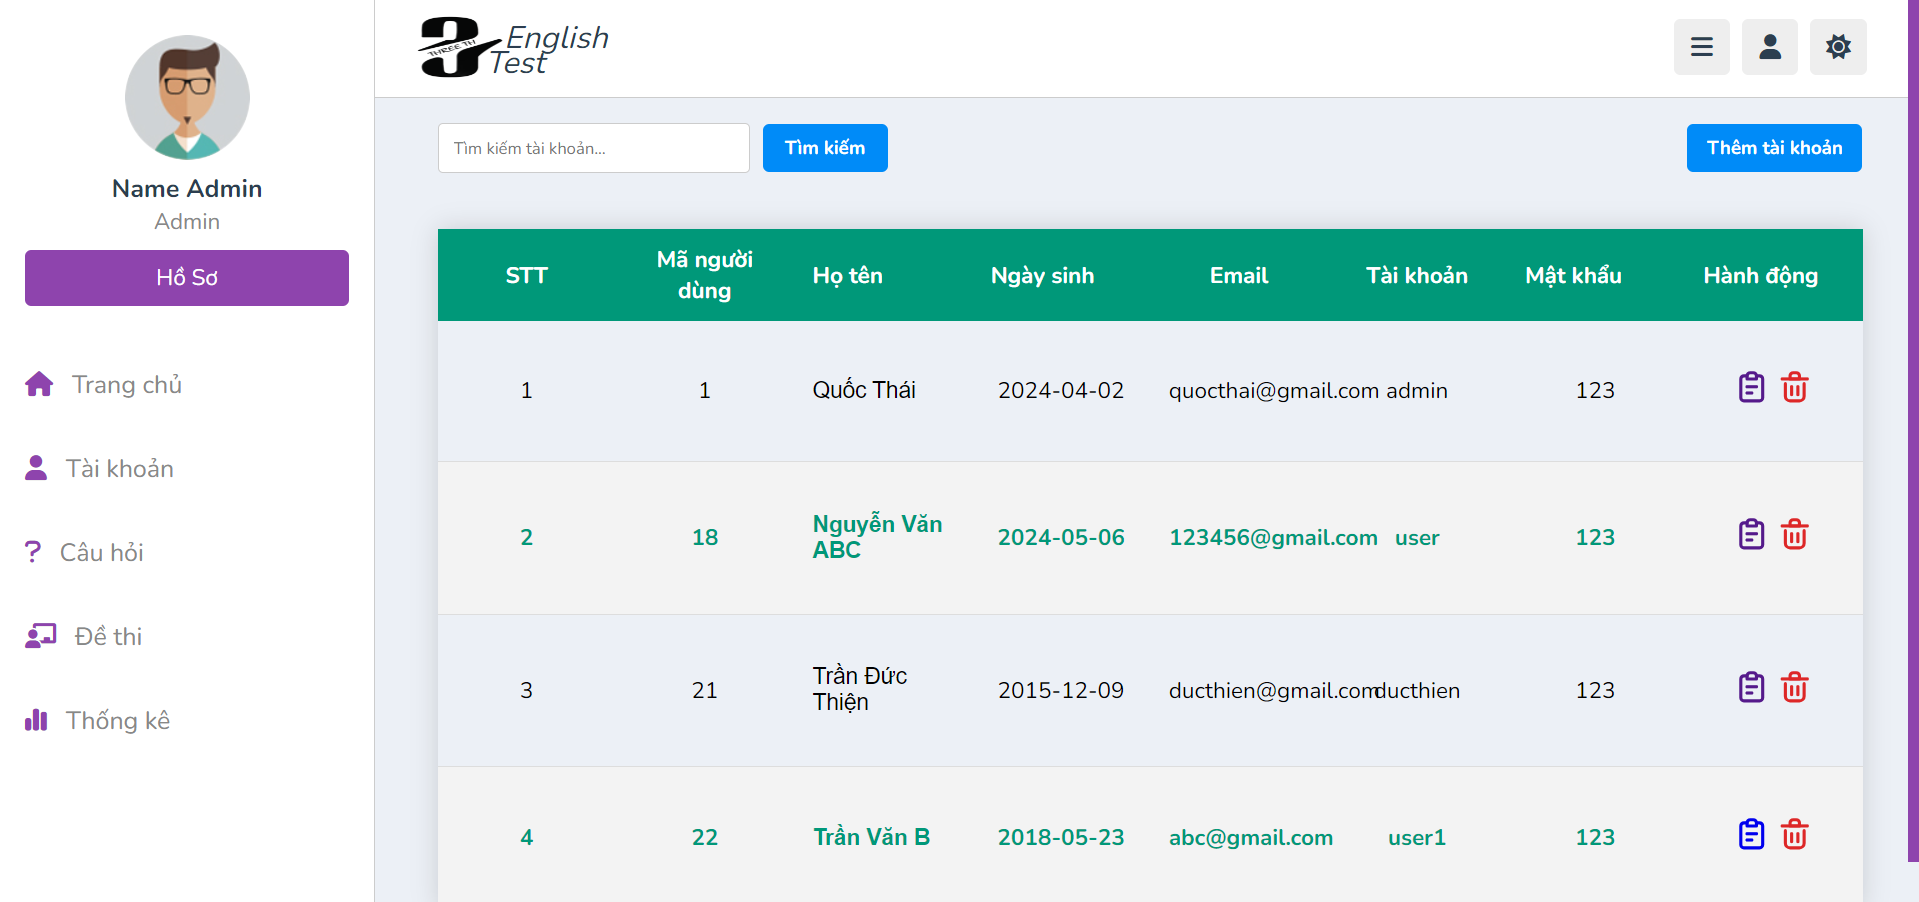 Name Admin
Admin
Hồ Sơ
Trang chủ
Tài khoản
Câu hỏi
Đề thi
Thống kê
THREE TH
English
Test
Tìm kiếm tài khoản...
Tìm kiếm
Thêm tài khoản
STT Mã người dùng Họ tên Ngày sinh Email Tài khoản Mật khẩu Hành động
1 1 Quốc Thái 2024-04-02 quocthai@gmail.com admin 123
2 18 Nguyễn Văn ABC 2024-05-06 123456@gmail.com user 123
3 21 Trần Đức Thiện 2015-12-09 ducthien@gmail.com ducthien 123
4 22 Trần Văn B 2018-05-23 abc@gmail.com user1 123